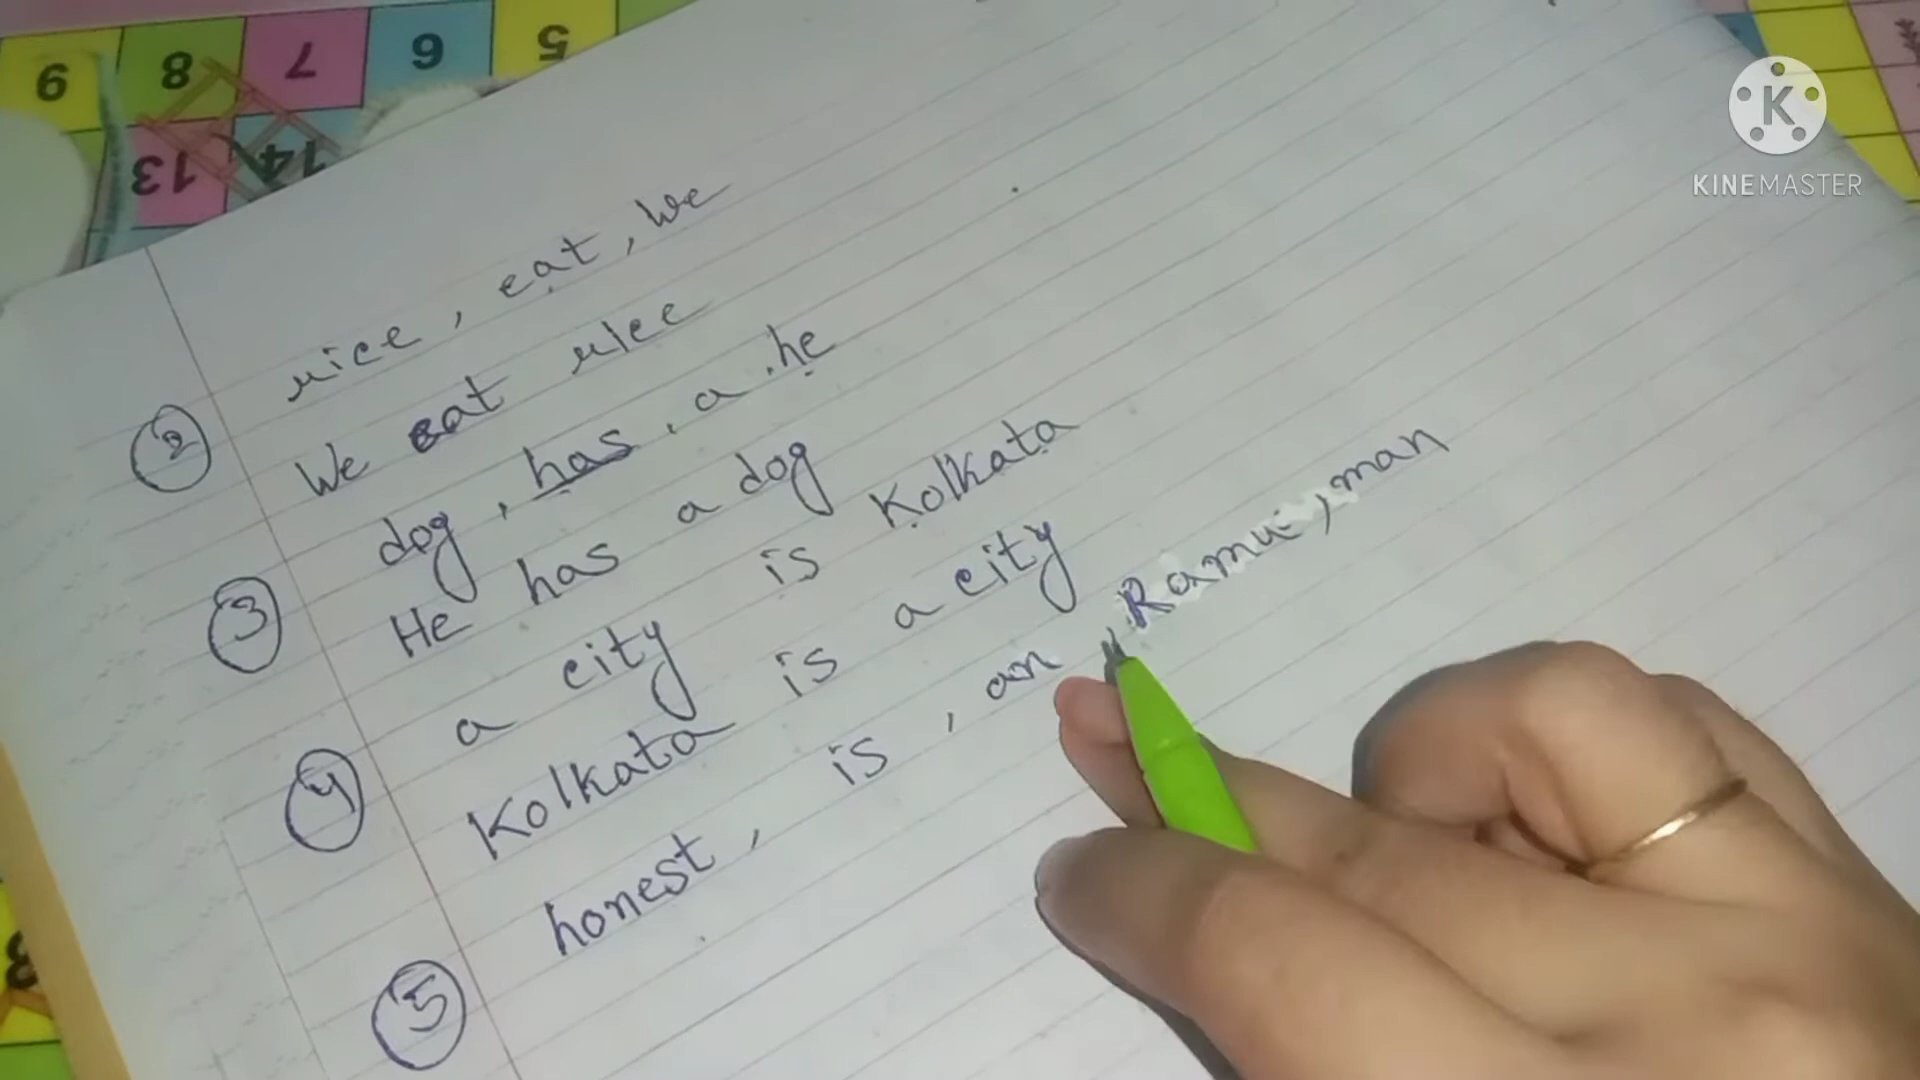 9 8 7 6 5
13 14
K
KINEMASTER
② rice, eat, we
We eat rice
③ dog, has, a, he
He has a dog
④ a city is Kolkata
Kolkata is a city
⑤ honest, is, an, Ramu, man